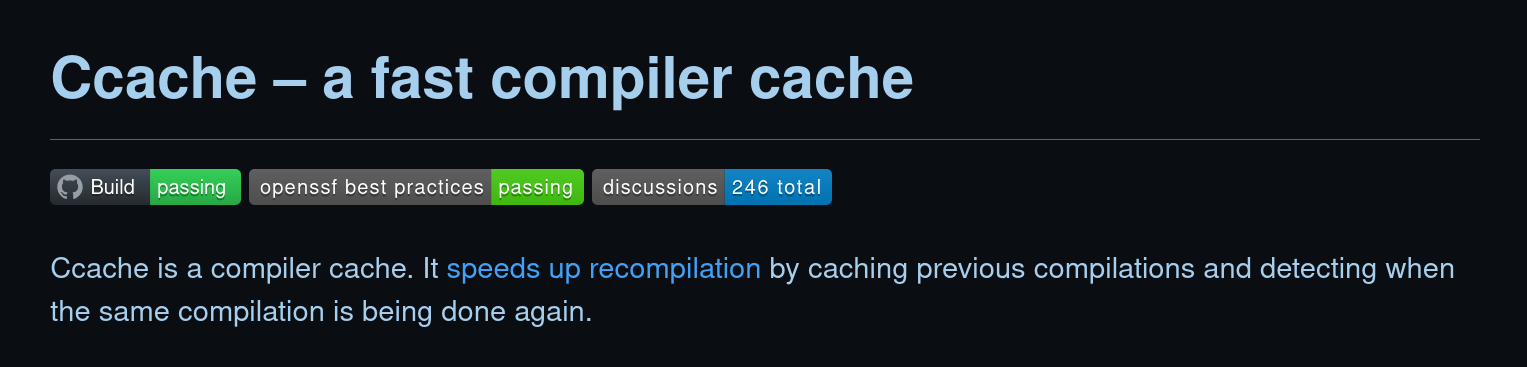 Ccache – a fast compiler cache
Build passing openssf best practices passing discussions 246 total
Ccache is a compiler cache. It speeds up recompilation by caching previous compilations and detecting when
the same compilation is being done again.